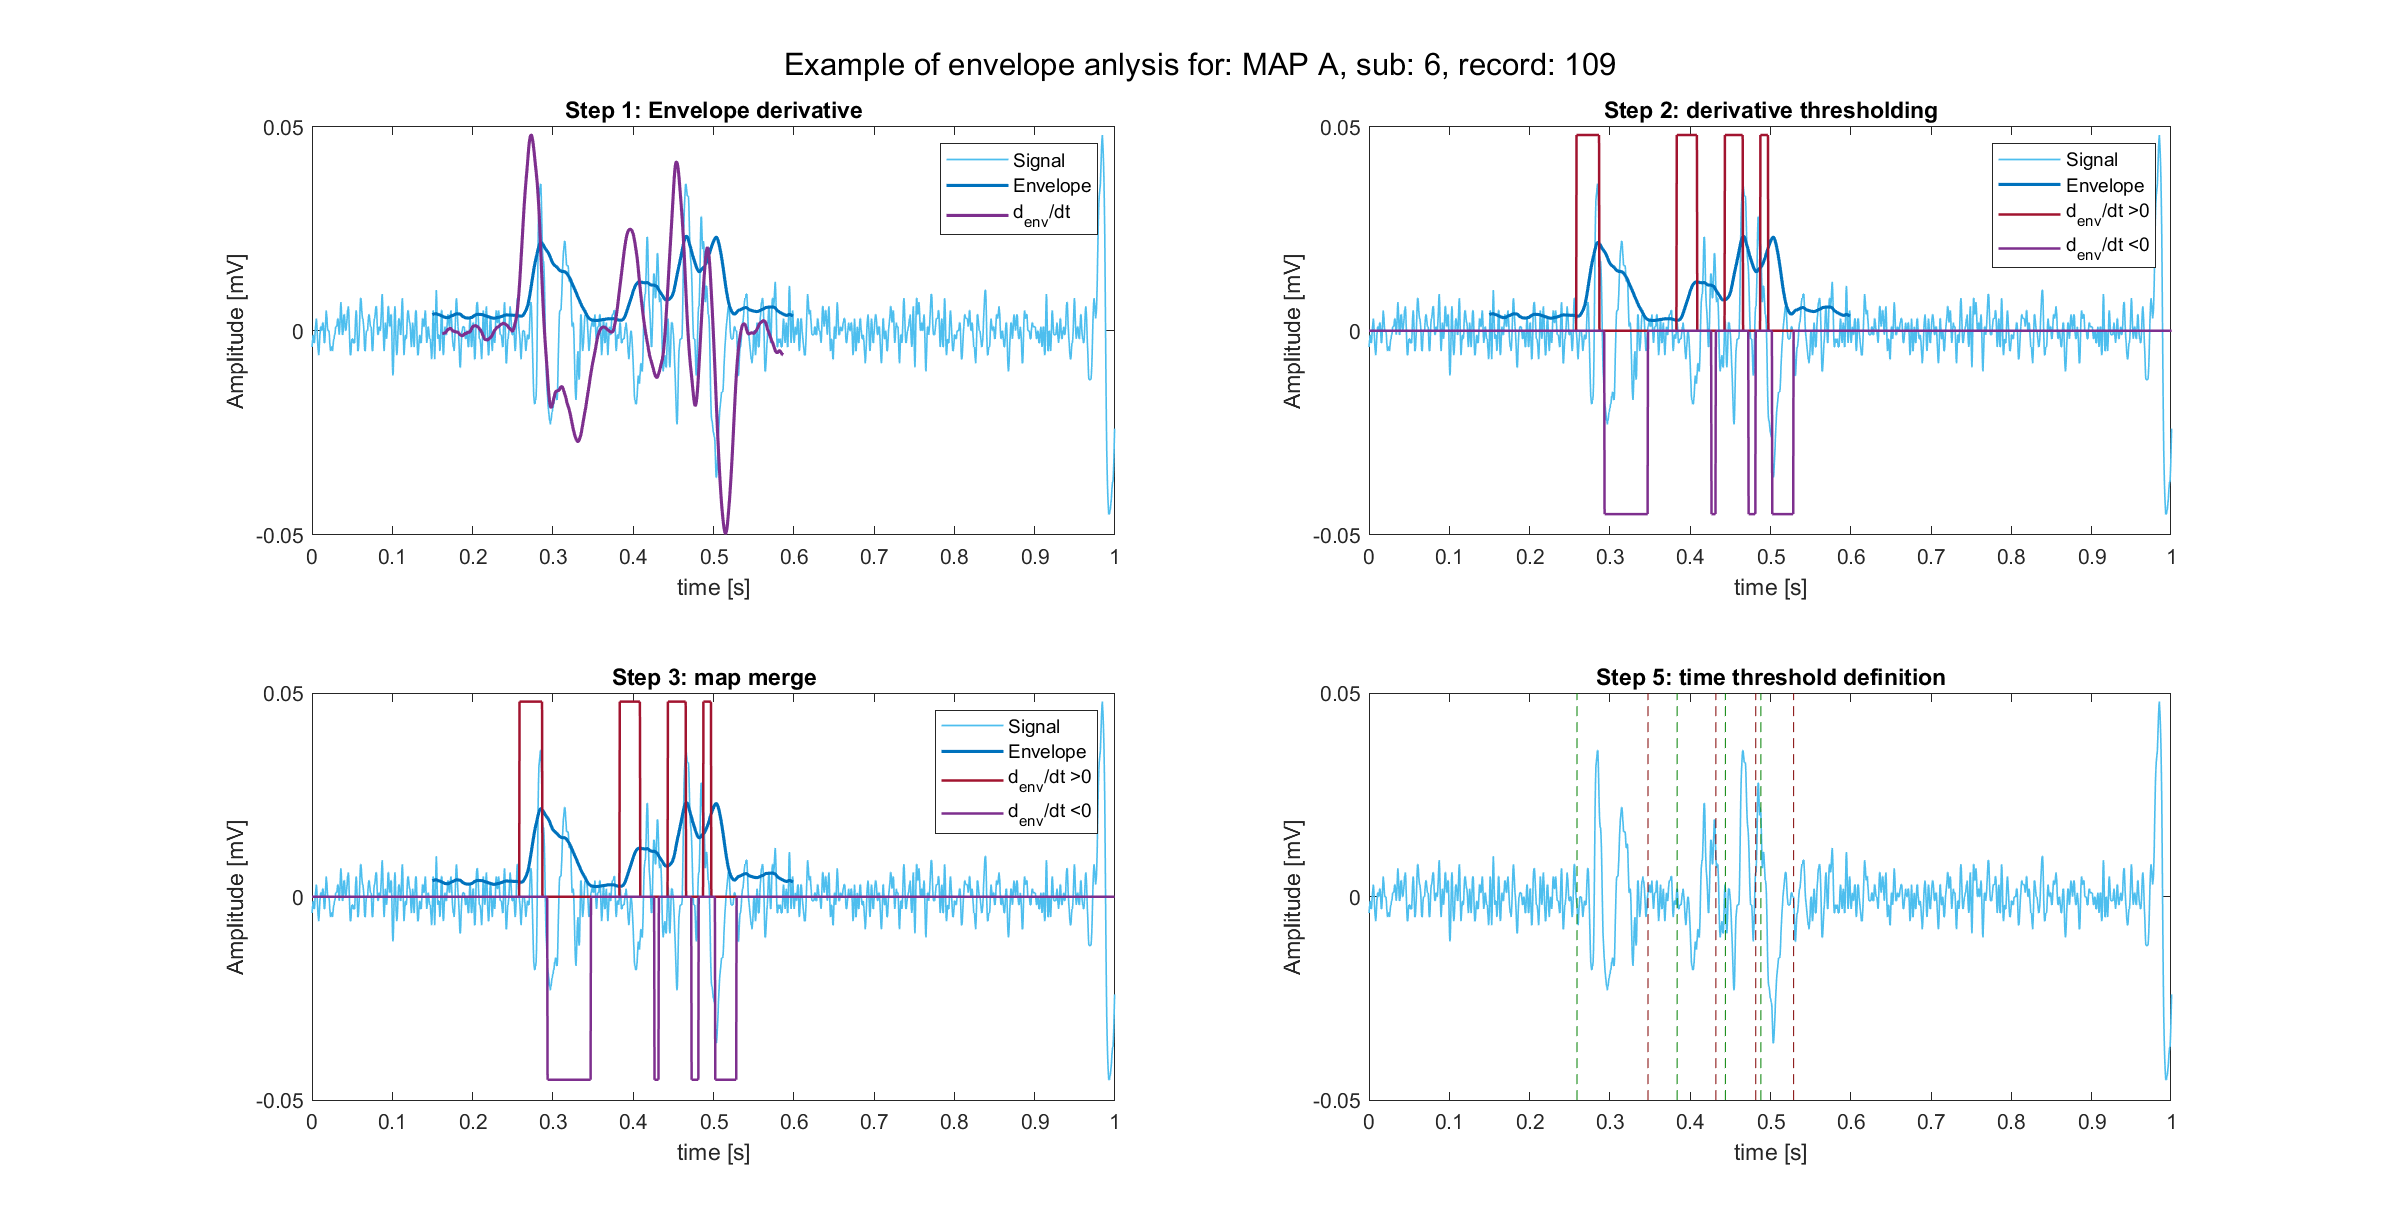 Example of envelope anlysis for: MAP A, sub: 6, record: 109
Step 1: Envelope derivative
0.05
0
-0.05
Amplitude [mV]
0 0.1 0.2 0.3 0.4 0.5 0.6 0.7 0.8 0.9 1
time [s]
Signal
Envelope
d_env/dt
Step 2: derivative thresholding
0.05
0
-0.05
Amplitude [mV]
0 0.1 0.2 0.3 0.4 0.5 0.6 0.7 0.8 0.9 1
time [s]
Signal
Envelope
d_env/dt >0
d_env/dt <0
Step 3: map merge
0.05
0
-0.05
Amplitude [mV]
0 0.1 0.2 0.3 0.4 0.5 0.6 0.7 0.8 0.9 1
time [s]
Signal
Envelope
d_env/dt >0
d_env/dt <0
Step 5: time threshold definition
0.05
0
-0.05
Amplitude [mV]
0 0.1 0.2 0.3 0.4 0.5 0.6 0.7 0.8 0.9 1
time [s]